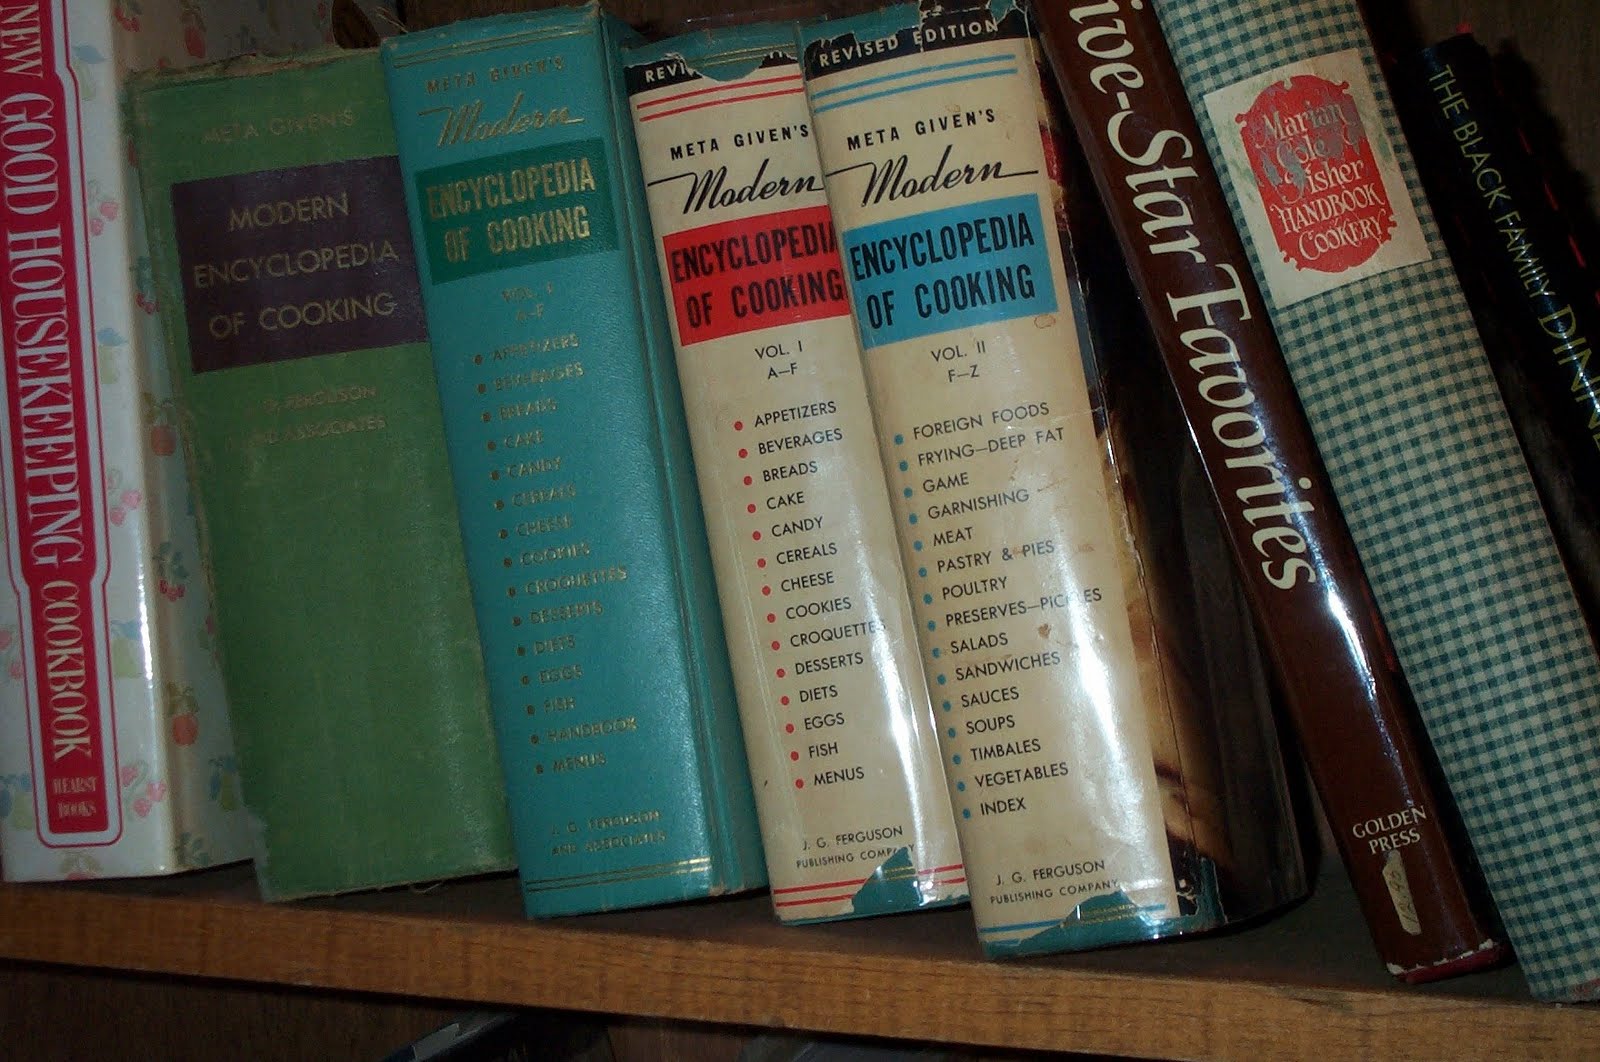 NEW GOOD HOUSEKEEPING COOKBOOK
HEARST
BOOKS
META GIVEN'S
MODERN
ENCYCLOPEDIA
OF COOKING
FERGUSON
AND ASSOCIATES
META GIVEN'S
Modern
ENCYCLOPEDIA
OF COOKING
VOL. I
A–F
• APPETIZERS
• BEVERAGES
• BREADS
• CAKE
• CANDY
• CEREALS
• CHEESE
• COOKIES
• CROQUETTES
• DESSERTS
• DIETS
• EGGS
• FISH
• HANDBOOK
• MENUS
J. G. FERGUSON
AND ASSOCIATES
META GIVEN'S
Modern
ENCYCLOPEDIA
OF COOKING
VOL. I
A–F
• APPETIZERS
• BEVERAGES
• BREADS
• CAKE
• CANDY
• CEREALS
• CHEESE
• COOKIES
• CROQUETTES
• DESSERTS
• DIETS
• EGGS
• FISH
• MENUS
J. G. FERGUSON
PUBLISHING COMPANY
REVISED EDITION
META GIVEN'S
Modern
ENCYCLOPEDIA
OF COOKING
VOL. II
F–Z
• FOREIGN FOODS
• FRYING—DEEP FAT
• GAME
• GARNISHING
• MEAT
• PASTRY & PIES
• POULTRY
• PRESERVES—PICKLES
• SALADS
• SANDWICHES
• SAUCES
• SOUPS
• TIMBALES
• VEGETABLES
• INDEX
J. G. FERGUSON
PUBLISHING COMPANY
ive-Star Favorites
GOLDEN
PRESS
Marian
Cole
Fisher
HANDBOOK
COOKERY
THE BLACK FAMILY DINNE